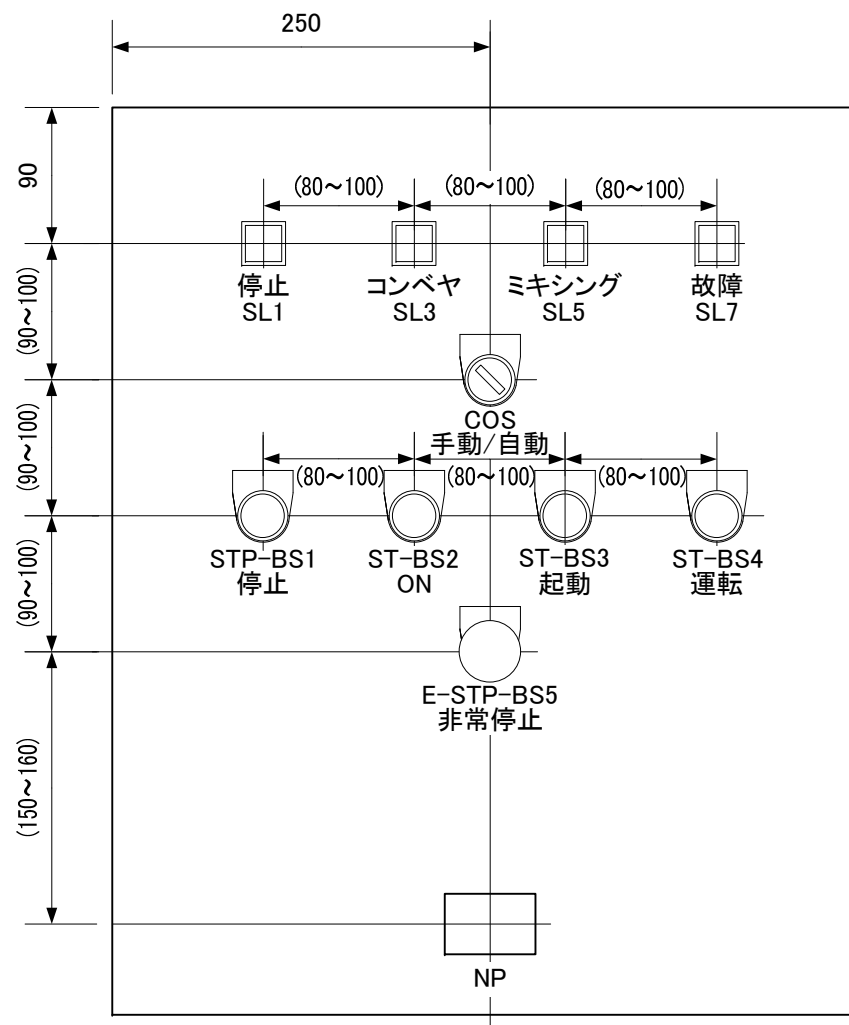 250
90
(80～100)
(80～100)
(80～100)
停止
SL1
コンベヤ
SL3
ミキシング
SL5
故障
SL7
(90～100)
COS
手動/自動
(90～100)
(80～100)
(80～100)
(80～100)
STP-BS1
停止
ST-BS2
ON
ST-BS3
起動
ST-BS4
運転
(90～100)
E-STP-BS5
非常停止
(150～160)
NP